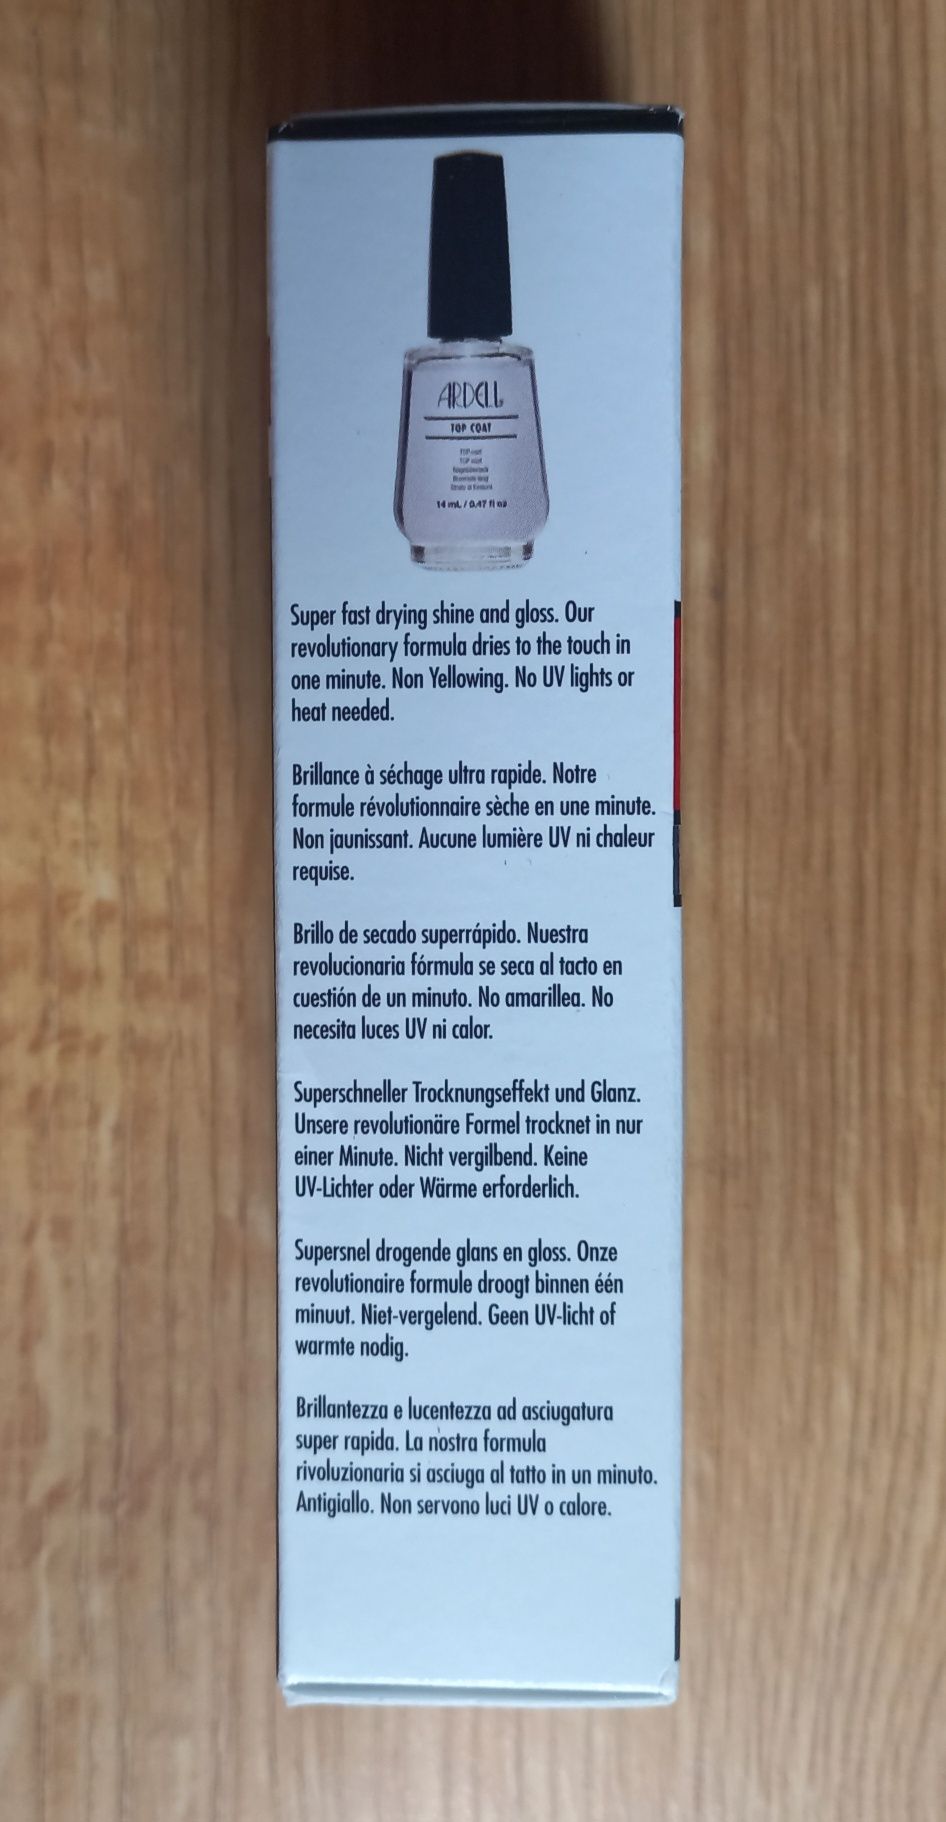 ARDELL
TOP COAT
14 mL / 0.47 fl oz
Super fast drying shine and gloss. Our
revolutionary formula dries to the touch in
one minute. Non Yellowing. No UV lights or
heat needed.
Brillance à séchage ultra rapide. Notre
formule révolutionnaire sèche en une minute.
Non jaunissant. Aucune lumière UV ni chaleur
requise.
Brillo de secado superrápido. Nuestra
revolucionaria fórmula se seca al tacto en
cuestión de un minuto. No amarillea. No
necesita luces UV ni calor.
Superschneller Trocknungseffekt und Glanz.
Unsere revolutionäre Formel trocknet in nur
einer Minute. Nicht vergilbend. Keine
UV-Lichter oder Wärme erforderlich.
Supersnel drogende glans en gloss. Onze
revolutionaire formule droogt binnen één
minuut. Niet-vergelend. Geen UV-licht of
warmte nodig.
Brillantezza e lucentezza ad asciugatura
super rapida. La nostra formula
rivoluzionaria si asciuga al tatto in un minuto.
Antigiallo. Non servono luci UV o calore.